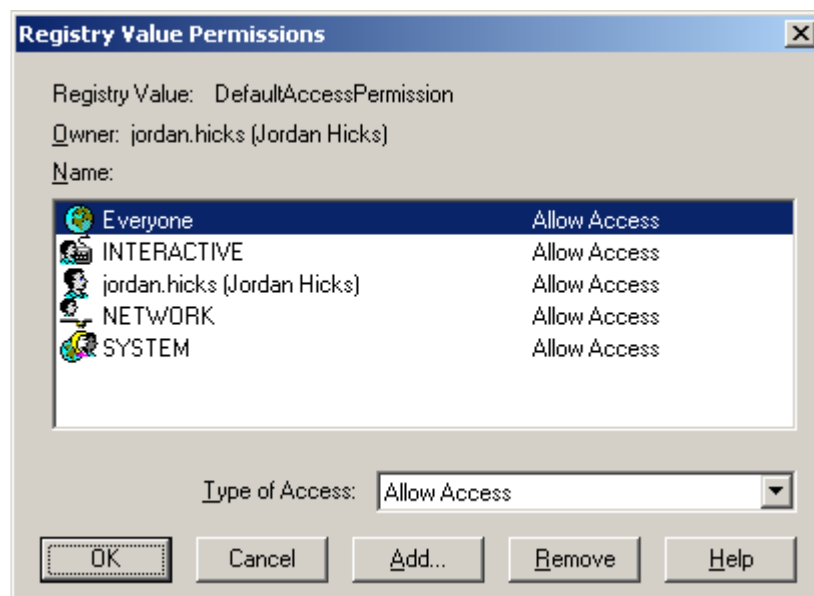 Registry Value Permissions
Registry Value: DefaultAccessPermission
Owner: jordan.hicks (Jordan Hicks)
Name:
Everyone Allow Access
INTERACTIVE Allow Access
jordan.hicks (Jordan Hicks) Allow Access
NETWORK Allow Access
SYSTEM Allow Access
Type of Access: Allow Access
OK Cancel Add... Remove Help